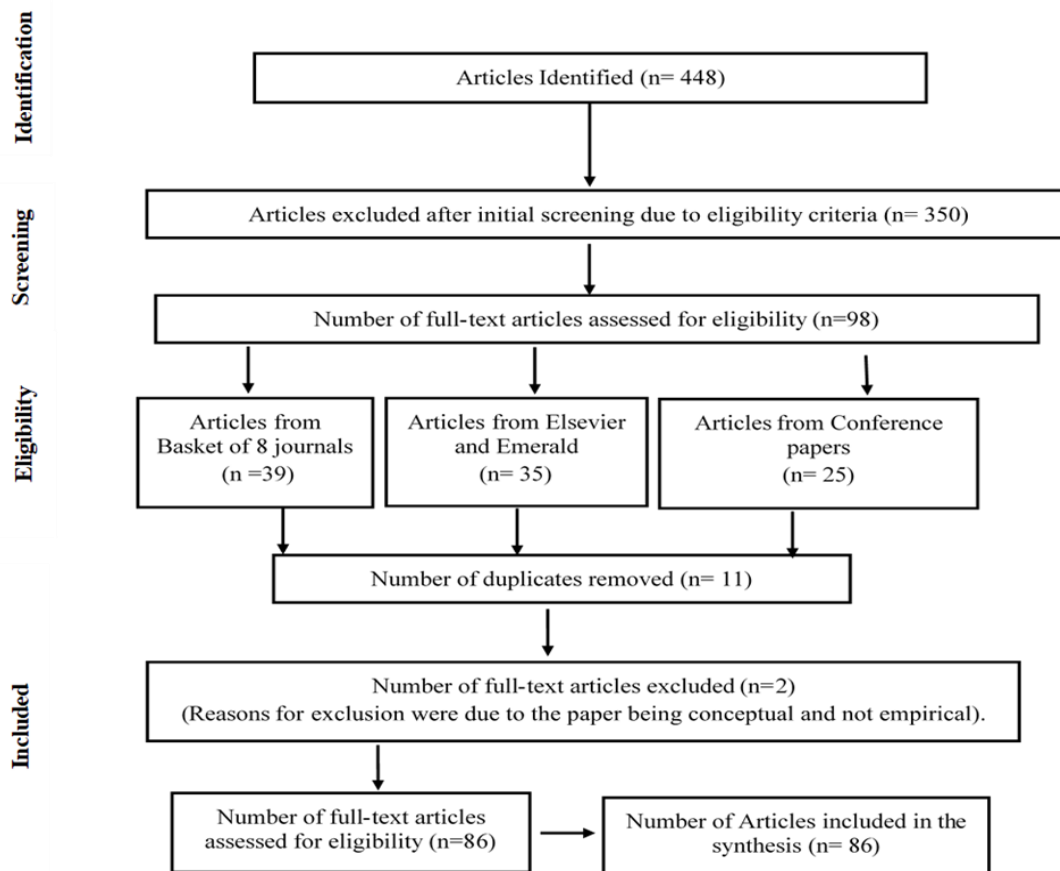 Identification
Articles Identified (n= 448)
Screening
Articles excluded after initial screening due to eligibility criteria (n= 350)
Number of full-text articles assessed for eligibility (n=98)
Eligibility
Articles from
Basket of 8 journals
(n =39)
Articles from Elsevier
and Emerald
(n= 35)
Articles from Conference
papers
(n= 25)
Number of duplicates removed (n= 11)
Included
Number of full-text articles excluded (n=2)
(Reasons for exclusion were due to the paper being conceptual and not empirical).
Number of full-text articles
assessed for eligibility (n=86)
Number of Articles included in the
synthesis (n= 86)